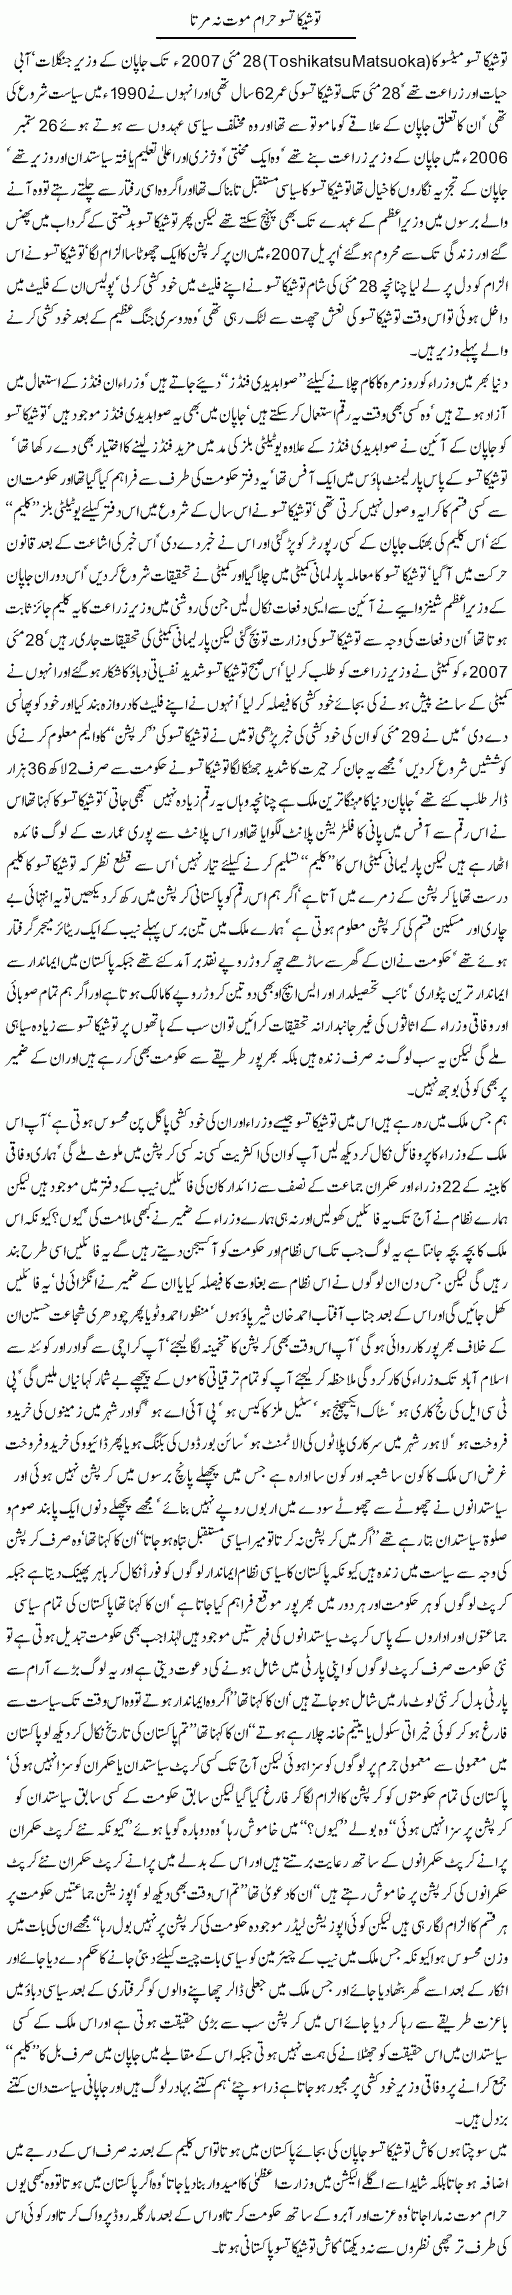 توشیکاتسو حرام موت نہ مرتا
توشیکاتسو میٹسوکا (Toshikatsu Matsuoka) 28 مئی 2007ء تک جاپان کے وزیر جنگلات‘ آبی
حیات اور زراعت تھے‘ 28 مئی تک توشیکاتسو کی عمر 62 سال تھی اور انہوں نے 1990ء میں سیاست شروع کی
تھی‘ ان کا تعلق جاپان کے علاقے کوماموتو سے تھا اور وہ مختلف سیاسی عہدوں سے ہوتے ہوئے 26 ستمبر
2006ء میں جاپان کے وزیر زراعت بنے تھے‘ وہ ایک محنتی‘ وژنری اور اعلیٰ تعلیم یافتہ سیاستدان اور وزیر تھے‘
جاپان کے تجزیہ نگاروں کا خیال تھا توشیکاتسو کا سیاسی مستقبل تابناک تھا اور اگر وہ اسی رفتار سے چلتے رہتے تو وہ آنے
والے برسوں میں وزیراعظم کے عہدے تک بھی پہنچ سکتے تھے لیکن پھر توشیکاتسو بدقسمتی کے گرداب میں پھنس
گئے اور زندگی تک سے محروم ہو گئے‘ اپریل 2007ء میں ان پر کرپشن کا ایک چھوٹا سا الزام لگا‘ توشیکاتسو نے اس
الزام کو دل پر لے لیا چنانچہ 28 مئی کی شام توشیکاتسو نے اپنے فلیٹ میں خودکشی کر لی‘ پولیس ان کے فلیٹ میں
داخل ہوئی تو اس وقت توشیکاتسو کی نعش چھت سے لٹک رہی تھی‘ وہ دوسری جنگ عظیم کے بعد خودکشی کرنے
والے پہلے وزیر ہیں۔
دنیا بھر میں وزراء کو روزمرہ کا کام چلانے کیلئے ’’صوابدیدی فنڈز‘‘ دیئے جاتے ہیں‘ وزراء ان فنڈز کے استعمال میں
آزاد ہوتے ہیں‘ وہ کسی بھی وقت یہ رقم استعمال کر سکتے ہیں‘ جاپان میں بھی یہ صوابدیدی فنڈز موجود ہیں‘ توشیکاتسو
کو جاپان کے آئین نے صوابدیدی فنڈز کے علاوہ یوٹیلٹی بلز کی مد میں مزید فنڈز لینے کا اختیار بھی دے رکھا تھا‘
توشیکاتسو کے پاس پارلیمنٹ ہاؤس میں ایک آفس تھا‘ یہ دفتر حکومت کی طرف سے فراہم کیا گیا تھا اور حکومت ان
سے کسی قسم کا کرایہ وصول نہیں کرتی تھی‘ توشیکاتسو نے اس سال کے شروع میں اس دفتر کیلئے یوٹیلٹی بلز ’’کلیم‘‘
کئے‘ اس کلیم کی بھنک جاپان کے کسی رپورٹر کو پڑ گئی اور اس نے خبر دے دی‘ اس خبر کی اشاعت کے بعد قانون
حرکت میں آ گیا‘ توشیکاتسو کا معاملہ پارلیمانی کمیٹی میں چلا گیا اور کمیٹی نے تحقیقات شروع کر دیں‘ اس دوران جاپان
کے وزیراعظم شینزو ایبے نے آئین سے ایسی دفعات نکال لیں جن کی روشنی میں وزیر زراعت کا یہ کلیم جائز ثابت
ہوتا تھا‘ ان دفعات کی وجہ سے توشیکاتسو کی وزارت تو بچ گئی لیکن پارلیمانی کمیٹی کی تحقیقات جاری رہیں‘ 28 مئی
2007ء کو کمیٹی نے وزیر زراعت کو طلب کر لیا‘ اس صبح توشیکاتسو شدید نفسیاتی دباؤ کا شکار ہو گئے اور انہوں نے
کمیٹی کے سامنے پیش ہونے کی بجائے خودکشی کا فیصلہ کر لیا‘ انہوں نے اپنے فلیٹ کا دروازہ بند کیا اور خود کو پھانسی
دے دی‘ میں نے 29 مئی کو ان کی خودکشی کی خبر پڑھی تو میں نے توشیکاتسو کی ’’کرپشن‘‘ کا والیم معلوم کرنے کی
کوششیں شروع کر دیں‘ مجھے یہ جان کر حیرت کا شدید جھٹکا لگا توشیکاتسو نے حکومت سے صرف 2 لاکھ 36 ہزار
ڈالر طلب کئے تھے‘ جاپان دنیا کا مہنگا ترین ملک ہے چنانچہ وہاں یہ رقم زیادہ نہیں سمجھی جاتی‘ توشیکاتسو کا کہنا تھا اس
نے اس رقم سے آفس میں پانی کا فلٹریشن پلانٹ لگوایا تھا اور اس پلانٹ سے پوری عمارت کے لوگ فائدہ
اٹھا رہے ہیں لیکن پارلیمانی کمیٹی اس کا ’’کلیم‘‘ تسلیم کرنے کیلئے تیار نہیں‘ اس سے قطع نظر کہ توشیکاتسو کا کلیم
درست تھا یا کرپشن کے زمرے میں آتا ہے‘ اگر ہم اس رقم کو پاکستانی کرپشن میں رکھ کر دیکھیں تو یہ انتہائی بے
چاری اور مسکین قسم کی کرپشن معلوم ہوتی ہے‘ ہمارے ملک میں تین برس پہلے نیب کے ایک ریٹائر میجر گرفتار
ہوئے تھے‘ حکومت نے ان کے گھر سے ساڑھے چھ کروڑ روپے نقد برآمد کئے تھے جبکہ پاکستان میں ایماندار سے
ایماندار ترین پٹواری‘ نائب تحصیلدار اور ایس ایچ او بھی دو تین کروڑ روپے کا مالک ہوتا ہے اور اگر ہم تمام صوبائی
اور وفاقی وزراء کے اثاثوں کی غیر جانبدارانہ تحقیقات کرائیں تو ان سب کے ہاتھوں پر توشیکاتسو سے زیادہ سیاہی
ملے گی لیکن یہ سب لوگ نہ صرف زندہ ہیں بلکہ بھرپور طریقے سے حکومت بھی کر رہے ہیں اور ان کے ضمیر
پر بھی کوئی بوجھ نہیں۔
ہم جس ملک میں رہ رہے ہیں اس میں توشیکاتسو جیسے وزراء اور ان کی خودکشی پاگل پن محسوس ہوتی ہے‘ آپ اس
ملک کے وزراء کا پروفائل نکال کر دیکھ لیں آپ کو ان کی اکثریت کسی نہ کسی کرپشن میں ملوث ملے گی‘ ہماری وفاقی
کابینہ کے 22 وزراء اور حکمران جماعت کے نصف سے زائد ارکان کی فائلیں نیب کے دفتر میں موجود ہیں لیکن
ہمارے نظام نے آج تک یہ فائلیں کھولیں اور نہ ہی ہمارے وزراء کے ضمیر نے کبھی ملامت کی‘ کیوں؟ کیونکہ اس
ملک کا بچہ بچہ جانتا ہے یہ لوگ جب تک اس نظام اور حکومت کو آکسیجن دیتے رہیں گے یہ فائلیں اسی طرح بند
رہیں گی لیکن جس دن ان لوگوں نے اس نظام سے بغاوت کا فیصلہ کیا یا ان کے ضمیر نے انگڑائی لی‘ یہ فائلیں
کھل جائیں گی اور اس کے بعد جناب آفتاب احمد خان شیرپاؤ ہوں‘ منظور احمد وٹو یا پھر چودھری شجاعت حسین ان
کے خلاف بھرپور کارروائی ہو گی‘ آپ اس وقت بھی کرپشن کا تخمینہ لگا لیجئے‘ آپ کراچی سے گوادر اور کوئٹہ سے
اسلام آباد تک وزراء کی کارکردگی ملاحظہ کر لیجئے آپ کو تمام ترقیاتی کاموں کے پیچھے بے شمار کہانیاں ملیں گی‘ پی
ٹی سی ایل کی نج کاری ہو‘ سٹاک ایکسچینج ہو‘ سٹیل ملز کا کیس ہو‘ پی آئی اے ہو‘ گوادر شہر میں زمینوں کی خرید و
فروخت ہو‘ لاہور شہر میں سرکاری پلاٹوں کی الاٹمنٹ ہو‘ سائن بورڈوں کی بکنگ ہو یا پھر ڈائیوو کی خرید و فروخت
غرض اس ملک کا کون سا شعبہ اور کون سا ادارہ ہے جس میں پچھلے پانچ برسوں میں کرپشن نہیں ہوئی اور
سیاستدانوں نے چھوٹے سے چھوٹے سودے میں اربوں روپے نہیں بنائے‘ مجھے پچھلے دنوں ایک پابند صوم و
صلوٰۃ سیاستدان بتا رہے تھے ’’اگر میں کرپشن نہ کرتا تو میرا سیاسی مستقبل تباہ ہو جاتا‘‘ ان کا کہنا تھا‘ وہ صرف کرپشن
کی وجہ سے سیاست میں زندہ ہیں کیونکہ پاکستان کا سیاسی نظام ایماندار لوگوں کو فوراً نکال کر باہر پھینک دیتا ہے جبکہ
کرپٹ لوگوں کو ہر حکومت اور ہر دور میں بھرپور موقع فراہم کیا جاتا ہے‘ ان کا کہنا تھا پاکستان کی تمام سیاسی
جماعتوں اور اداروں کے پاس کرپٹ سیاستدانوں کی فہرستیں موجود ہیں لہٰذا جب بھی حکومت تبدیل ہوتی ہے تو
نئی حکومت صرف کرپٹ لوگوں کو اپنی پارٹی میں شامل ہونے کی دعوت دیتی ہے اور یہ لوگ بڑے آرام سے
پارٹی بدل کر نئی لوٹ مار میں شامل ہو جاتے ہیں‘ ان کا کہنا تھا ’’اگر وہ ایماندار ہوتے تو وہ اس وقت تک سیاست سے
فارغ ہو کر کوئی خیراتی سکول یا یتیم خانہ چلا رہے ہوتے‘‘ ان کا کہنا تھا ’’تم پاکستان کی تاریخ نکال کر دیکھ لو پاکستان
میں معمولی سے معمولی جرم پر لوگوں کو سزا ہوئی لیکن آج تک کسی کرپٹ سیاستدان یا حکمران کو سزا نہیں ہوئی‘
پاکستان کی تمام حکومتوں کو کرپشن کا الزام لگا کر فارغ کیا گیا لیکن سابق حکومت کے کسی سابق سیاستدان کو
کرپشن پر سزا نہیں ہوئی‘‘ وہ بولے ’’کیوں؟‘‘ میں خاموش رہا‘ وہ دوبارہ گویا ہوئے ’’کیونکہ نئے کرپٹ حکمران
پرانے کرپٹ حکمرانوں کے ساتھ رعایت برتتے ہیں اور اس کے بدلے میں پرانے کرپٹ حکمران نئے کرپٹ
حکمرانوں کی کرپشن پر خاموش رہتے ہیں‘‘ ان کا دعویٰ تھا ’’تم اس وقت بھی دیکھ لو‘ اپوزیشن جماعتیں حکومت پر
ہر قسم کا الزام لگا رہی ہیں لیکن کوئی اپوزیشن لیڈر موجودہ حکومت کی کرپشن پر نہیں بول رہا‘‘ مجھے ان کی بات میں
وزن محسوس ہوا کیونکہ جس ملک میں نیب کے چیئرمین کو سیاسی بات چیت کیلئے دبئی جانے کا حکم دے دیا جائے اور
انکار کے بعد اسے گھر بٹھا دیا جائے اور جس ملک میں جعلی ڈالر چھاپنے والوں کو گرفتاری کے بعد سیاسی دباؤ میں
باعزت طریقے سے رہا کر دیا جائے اس میں کرپشن سب سے بڑی حقیقت ہوتی ہے اور اس ملک کے کسی
سیاستدان میں اس حقیقت کو جھٹلانے کی ہمت نہیں ہوتی جبکہ اس کے مقابلے میں جاپان میں صرف بل کا ’’کلیم‘‘
جمع کرانے پر وفاقی وزیر خودکشی پر مجبور ہو جاتا ہے ذرا سوچئے‘ ہم کتنے بہادر لوگ ہیں اور جاپانی سیاست دان کتنے
بزدل ہیں۔
میں سوچتا ہوں کاش توشیکاتسو جاپان کی بجائے پاکستان میں ہوتا تو اس کلیم کے بعد نہ صرف اس کے درجے میں
اضافہ ہو جاتا بلکہ شاید اسے اگلے الیکشن میں وزارت اعظمیٰ کا امیدوار بنا دیا جاتا‘ وہ اگر پاکستان میں ہوتا تو وہ کبھی یوں
حرام موت نہ مارا جاتا‘ وہ عزت اور آبرو کے ساتھ حکومت کرتا اور اس کے بعد مارگلہ روڈ پر واک کرتا اور کوئی اس
کی طرف ترچھی نظروں سے نہ دیکھتا‘ کاش توشیکاتسو پاکستانی ہوتا۔